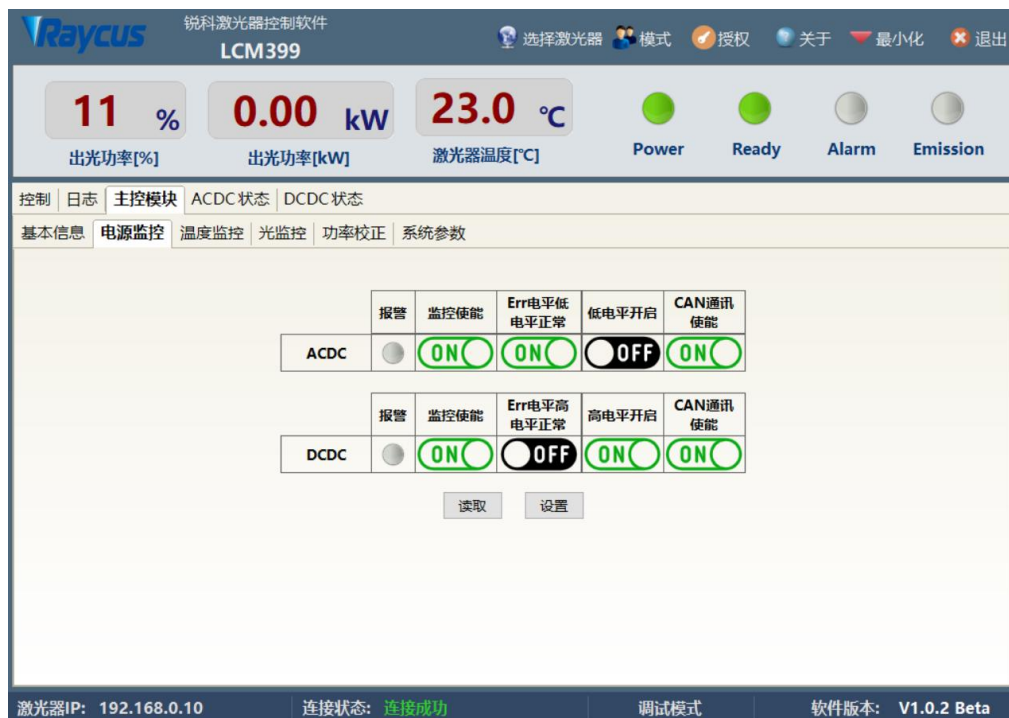 Raycus
锐科激光器控制软件
LCM399
选择激光器 模式 授权 关于 最小化 退出
11 % 0.00 kW 23.0 ℃
出光功率[%] 出光功率[kW] 激光器温度[℃] Power Ready Alarm Emission
控制 日志 主控模块 ACDC状态 DCDC状态
基本信息 电源监控 温度监控 光监控 功率校正 系统参数
报警 监控使能 Err电平低电平正常 低电平开启 CAN通讯使能
ACDC ON ON OFF ON
报警 监控使能 Err电平高电平正常 高电平开启 CAN通讯使能
DCDC ON OFF ON ON
读取 设置
激光器IP: 192.168.0.10 连接状态: 连接成功 调试模式 软件版本: V1.0.2 Beta